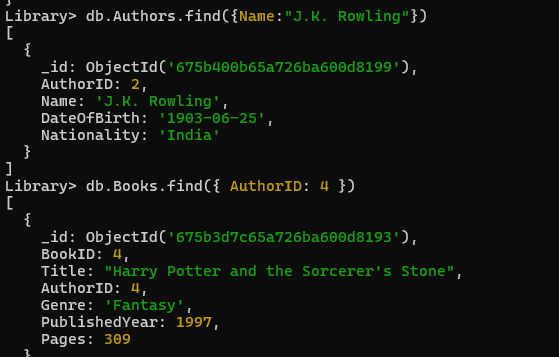 }
Library> db.Authors.find({Name:"J.K. Rowling"})
[
  {
    _id: ObjectId('675b400b65a726ba600d8199'),
    AuthorID: 2,
    Name: 'J.K. Rowling',
    DateOfBirth: '1903-06-25',
    Nationality: 'India'
  }
]
Library> db.Books.find({ AuthorID: 4 })
[
  {
    _id: ObjectId('675b3d7c65a726ba600d8193'),
    BookID: 4,
    Title: "Harry Potter and the Sorcerer's Stone",
    AuthorID: 4,
    Genre: 'Fantasy',
    PublishedYear: 1997,
    Pages: 309
  }